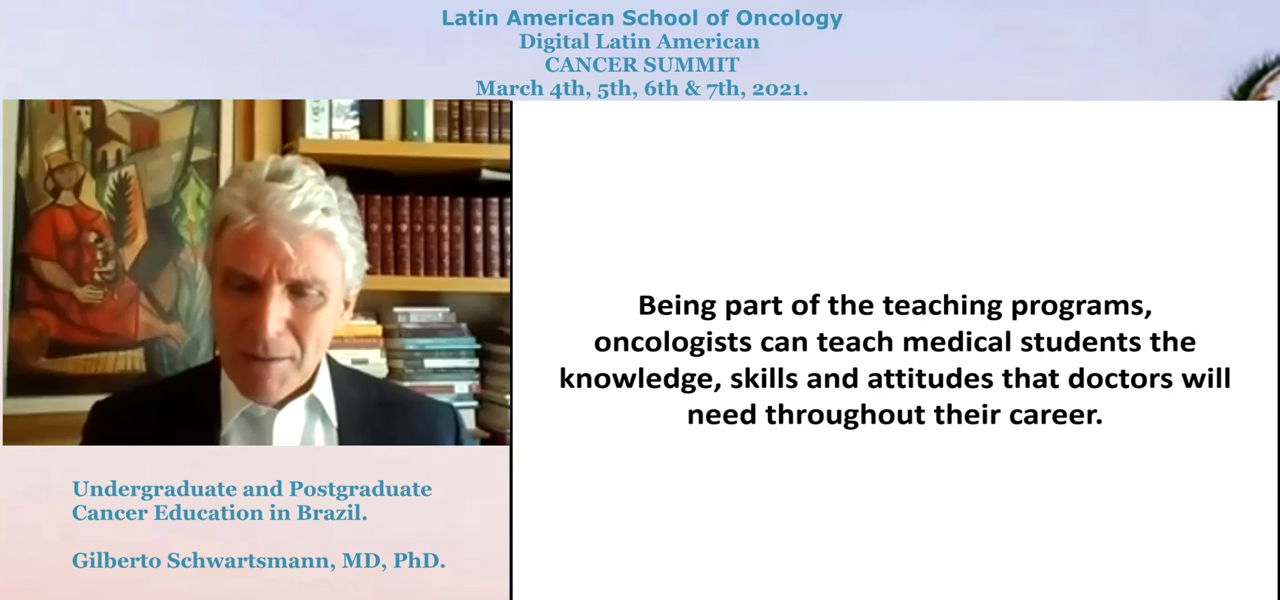 Latin American School of Oncology
Digital Latin American
CANCER SUMMIT
March 4th, 5th, 6th & 7th, 2021.
Being part of the teaching programs,
oncologists can teach medical students the
knowledge, skills and attitudes that doctors will
need throughout their career.
Undergraduate and Postgraduate
Cancer Education in Brazil.
Gilberto Schwartsmann, MD, PhD.